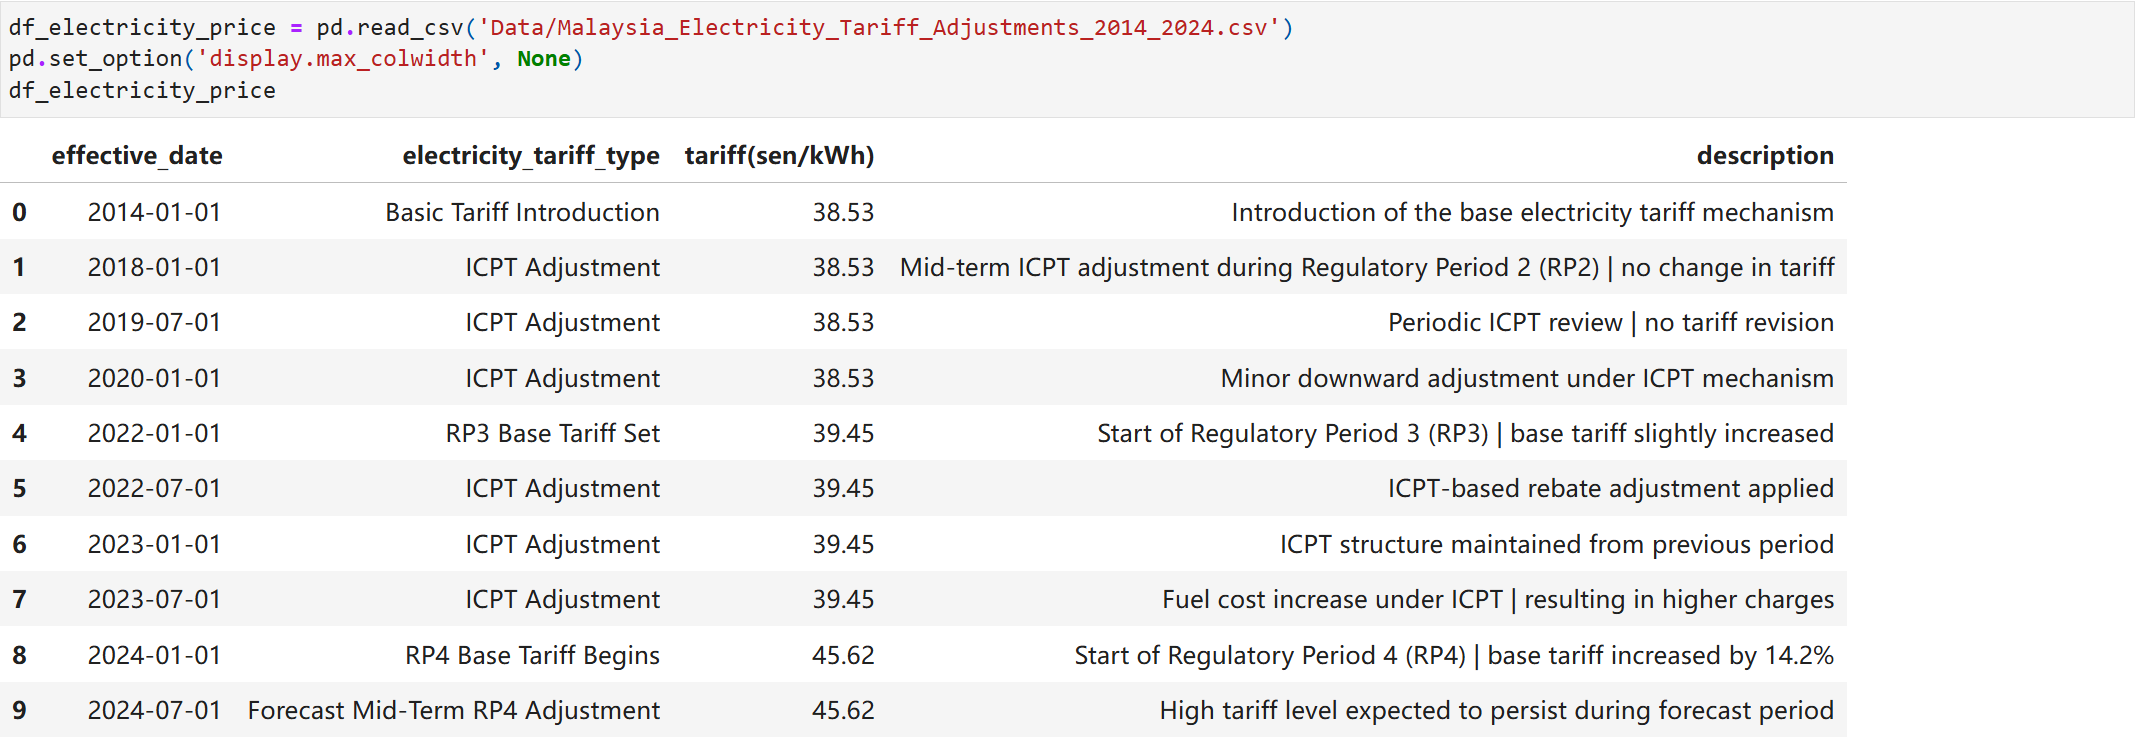 df_electricity_price = pd.read_csv('Data/Malaysia_Electricity_Tariff_Adjustments_2014_2024.csv')
pd.set_option('display.max_colwidth', None)
df_electricity_price
effective_date electricity_tariff_type tariff(sen/kWh) description
0 2014-01-01 Basic Tariff Introduction 38.53 Introduction of the base electricity tariff mechanism
1 2018-01-01 ICPT Adjustment 38.53 Mid-term ICPT adjustment during Regulatory Period 2 (RP2) | no change in tariff
2 2019-07-01 ICPT Adjustment 38.53 Periodic ICPT review | no tariff revision
3 2020-01-01 ICPT Adjustment 38.53 Minor downward adjustment under ICPT mechanism
4 2022-01-01 RP3 Base Tariff Set 39.45 Start of Regulatory Period 3 (RP3) | base tariff slightly increased
5 2022-07-01 ICPT Adjustment 39.45 ICPT-based rebate adjustment applied
6 2023-01-01 ICPT Adjustment 39.45 ICPT structure maintained from previous period
7 2023-07-01 ICPT Adjustment 39.45 Fuel cost increase under ICPT | resulting in higher charges
8 2024-01-01 RP4 Base Tariff Begins 45.62 Start of Regulatory Period 4 (RP4) | base tariff increased by 14.2%
9 2024-07-01 Forecast Mid-Term RP4 Adjustment 45.62 High tariff level expected to persist during forecast period